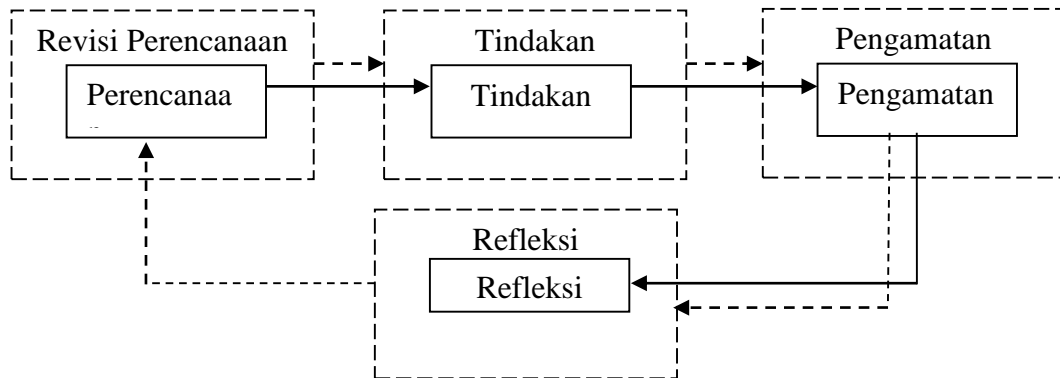 Revisi Perencanaan
Perencanaa
Tindakan
Tindakan
Pengamatan
Pengamatan
Refleksi
Refleksi